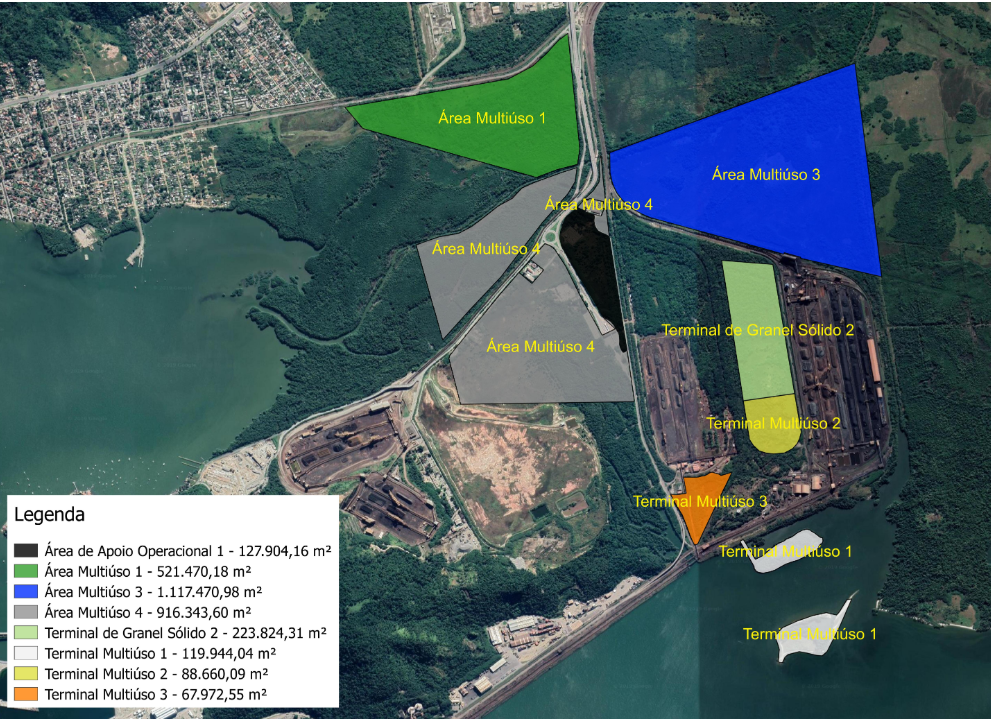 Área Multiúso 1
Área Multiúso 3
Área Multiúso 4
Área Multiúso 4
Área Multiúso 4
Terminal de Granel Sólido 2
Terminal Multiúso 2
Terminal Multiúso 3
Terminal Multiúso 1
Terminal Multiúso 1
Legenda
Área de Apoio Operacional 1 - 127.904,16 m²
Área Multiúso 1 - 521.470,18 m²
Área Multiúso 3 - 1.117.470,98 m²
Área Multiúso 4 - 916.343,60 m²
Terminal de Granel Sólido 2 - 223.824,31 m²
Terminal Multiúso 1 - 119.944,04 m²
Terminal Multiúso 2 - 88.660,09 m²
Terminal Multiúso 3 - 67.972,55 m²